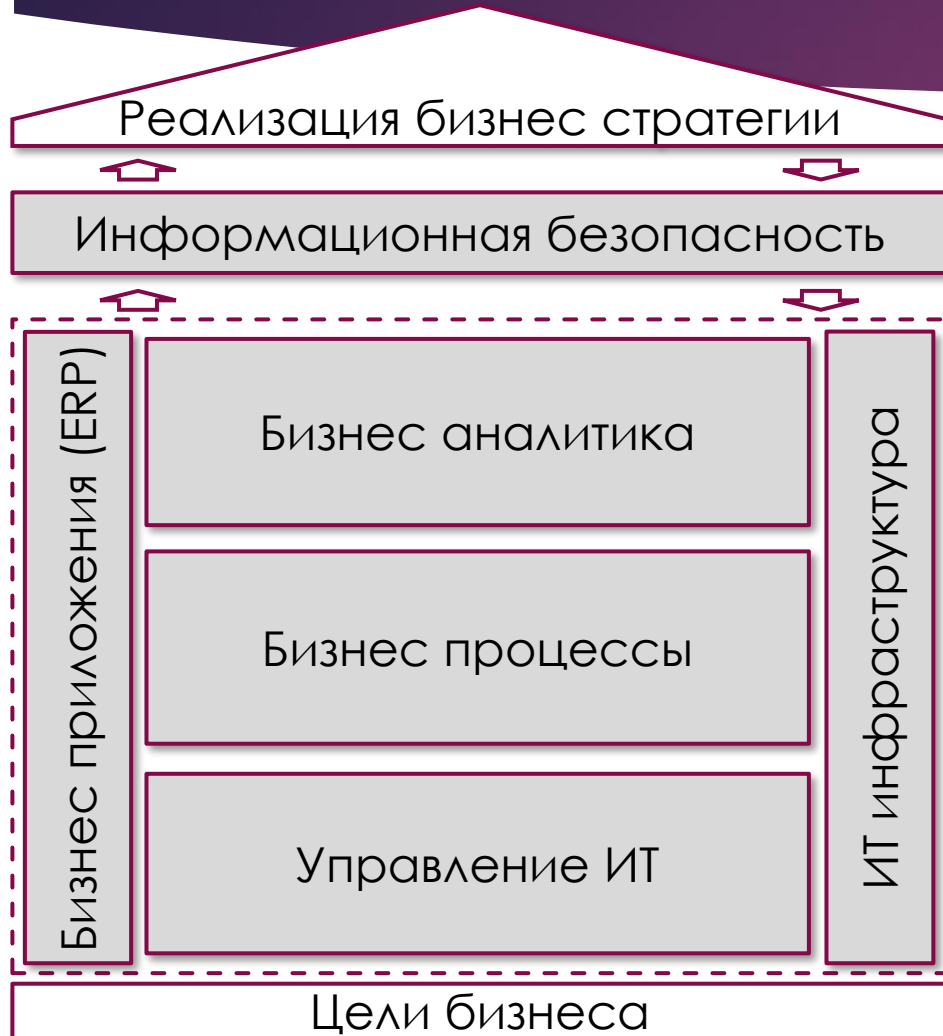 Реализация бизнес стратегии
Информационная безопасность
Бизнес приложения (ERP)
Бизнес аналитика
Бизнес процессы
Управление ИТ
ИТ инфраструктура
Цели бизнеса